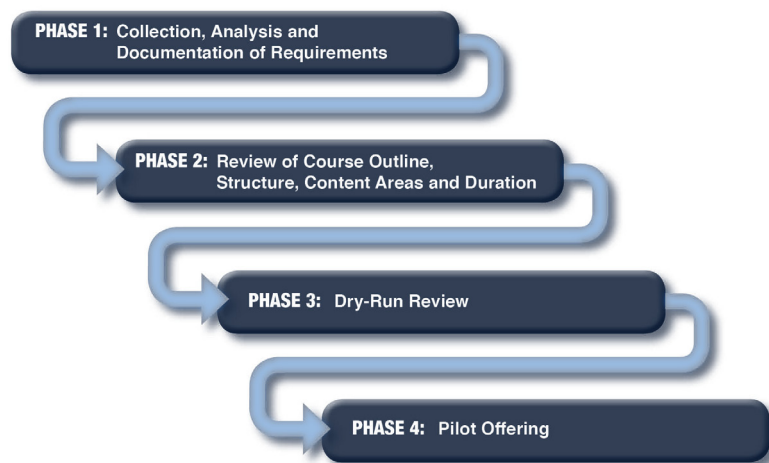 PHASE 1: Collection, Analysis and
Documentation of Requirements
PHASE 2: Review of Course Outline,
Structure, Content Areas and Duration
PHASE 3: Dry-Run Review
PHASE 4: Pilot Offering